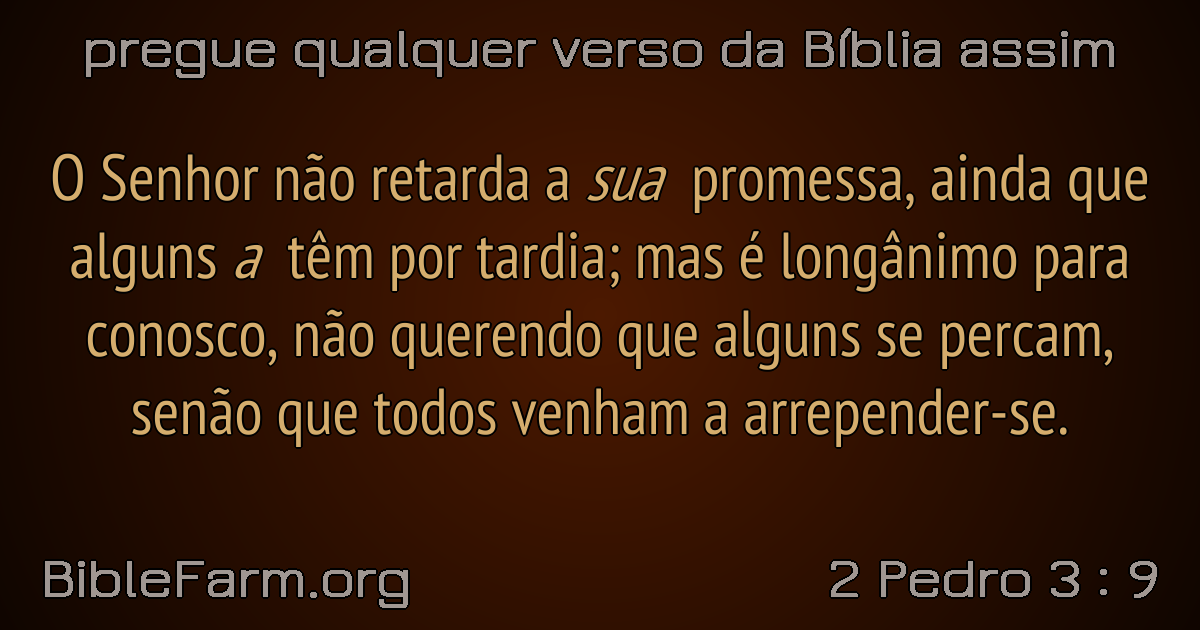 pregue qualquer verso da Bíblia assim
O Senhor não retarda a sua promessa, ainda que
alguns a têm por tardia; mas é longânimo para
conosco, não querendo que alguns se percam,
senão que todos venham a arrepender-se.
BibleFarm.org
2 Pedro 3 : 9